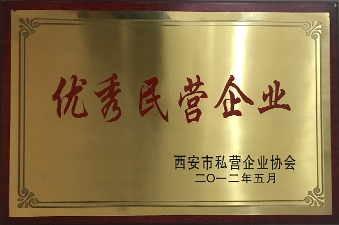 优秀民营企业
西安市私营企业协会
二〇一二年五月